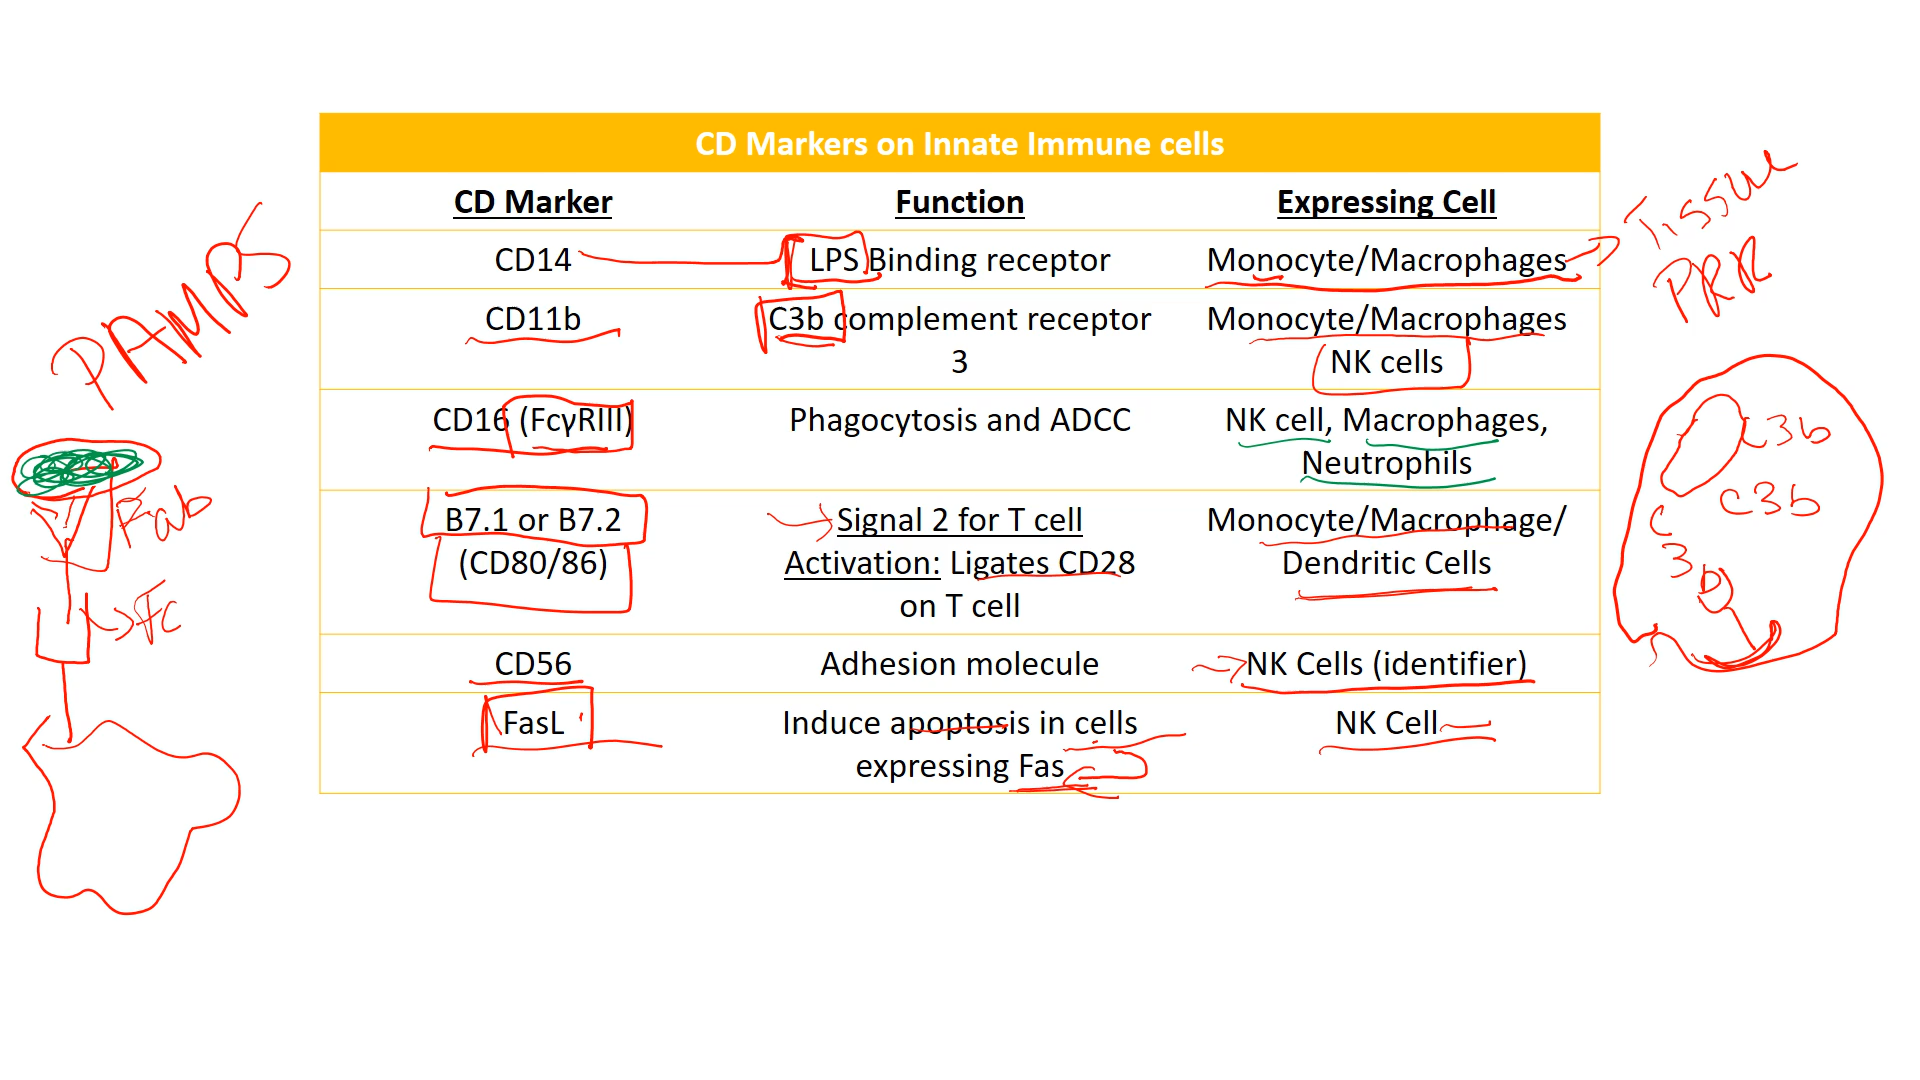 CD Markers on Innate Immune cells
CD Marker Function Expressing Cell
CD14 LPS Binding receptor Monocyte/Macrophages
CD11b C3b complement receptor 3 Monocyte/Macrophages
NK cells
CD16 (FcγRIII) Phagocytosis and ADCC NK cell, Macrophages,
Neutrophils
B7.1 or B7.2
(CD80/86)
Signal 2 for T cell
Activation: Ligates CD28
on T cell
Monocyte/Macrophage/
Dendritic Cells
CD56 Adhesion molecule NK Cells (identifier)
FasL Induce apoptosis in cells
expressing Fas
NK Cell
PAMPS
Fab
Fc
Tissue
PRR
C3b
C3b
C
3
b